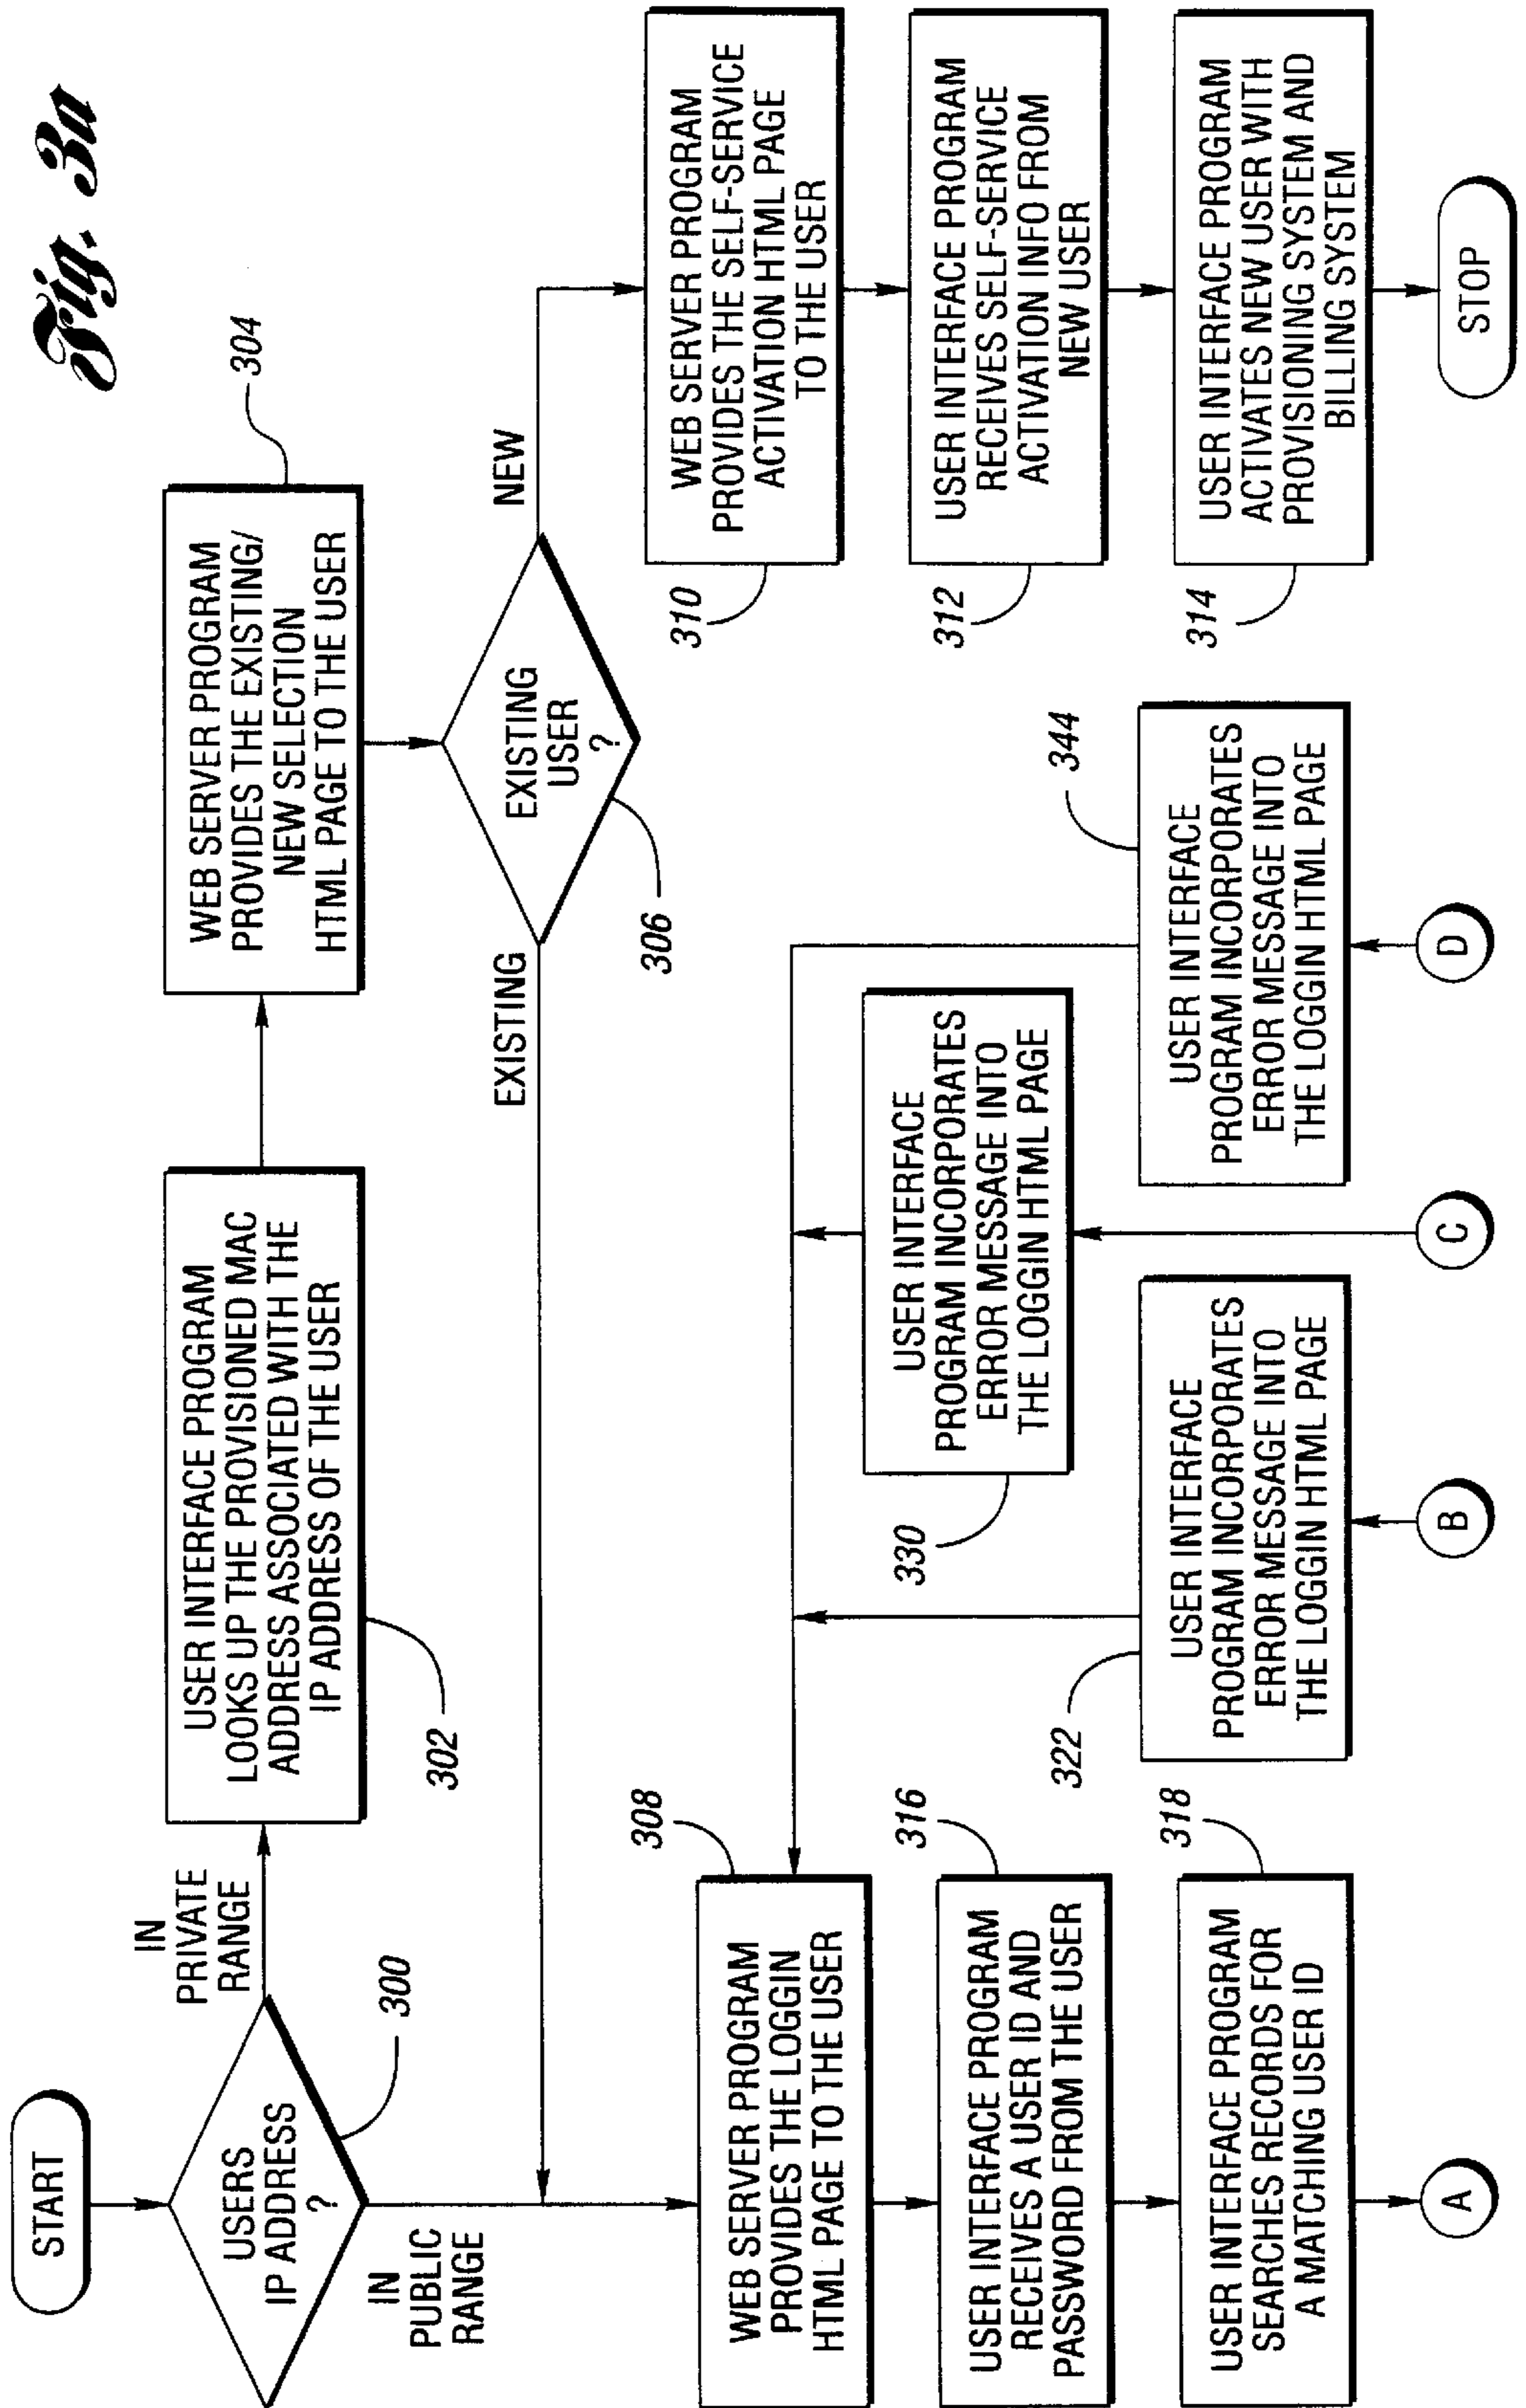 Fig. 3a
START
USERS
IP ADDRESS
?
300
IN
PRIVATE
RANGE
IN
PUBLIC
RANGE
USER INTERFACE PROGRAM
LOOKS UP THE PROVISIONED MAC
ADDRESS ASSOCIATED WITH THE
IP ADDRESS OF THE USER
302
WEB SERVER PROGRAM
PROVIDES THE EXISTING/
NEW SELECTION
HTML PAGE TO THE USER
304
EXISTING
USER
?
306
EXISTING
NEW
WEB SERVER PROGRAM
PROVIDES THE LOGGIN
HTML PAGE TO THE USER
308
USER INTERFACE PROGRAM
RECEIVES A USER ID AND
PASSWORD FROM THE USER
316
USER INTERFACE PROGRAM
SEARCHES RECORDS FOR
A MATCHING USER ID
318
A
USER INTERFACE
PROGRAM INCORPORATES
ERROR MESSAGE INTO
THE LOGGIN HTML PAGE
322
B
USER INTERFACE
PROGRAM INCORPORATES
ERROR MESSAGE INTO
THE LOGGIN HTML PAGE
330
C
USER INTERFACE
PROGRAM INCORPORATES
ERROR MESSAGE INTO
THE LOGGIN HTML PAGE
344
D
WEB SERVER PROGRAM
PROVIDES THE SELF-SERVICE
ACTIVATION HTML PAGE
TO THE USER
310
USER INTERFACE PROGRAM
RECEIVES SELF-SERVICE
ACTIVATION INFO FROM
NEW USER
312
USER INTERFACE PROGRAM
ACTIVATES NEW USER WITH
PROVISIONING SYSTEM AND
BILLING SYSTEM
314
STOP